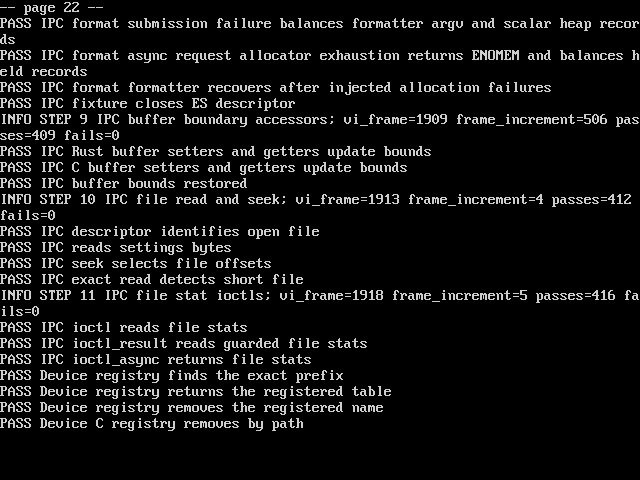 -- page 22 --
PASS IPC format submission failure balances formatter argv and scalar heap recor
ds
PASS IPC format async request allocator exhaustion returns ENOMEM and balances h
eld records
PASS IPC format formatter recovers after injected allocation failures
PASS IPC fixture closes ES descriptor
INFO STEP 9 IPC buffer boundary accessors; vi_frame=1909 frame_increment=506 pas
ses=409 fails=0
PASS IPC Rust buffer setters and getters update bounds
PASS IPC C buffer setters and getters update bounds
PASS IPC buffer bounds restored
INFO STEP 10 IPC file read and seek; vi_frame=1913 frame_increment=4 passes=412
fails=0
PASS IPC descriptor identifies open file
PASS IPC reads settings bytes
PASS IPC seek selects file offsets
PASS IPC exact read detects short file
INFO STEP 11 IPC file stat ioctls; vi_frame=1918 frame_increment=5 passes=416 fa
ils=0
PASS IPC ioctl reads file stats
PASS IPC ioctl_result reads guarded file stats
PASS IPC ioctl_async returns file stats
PASS Device registry finds the exact prefix
PASS Device registry returns the registered table
PASS Device registry removes the registered name
PASS Device C registry removes by path